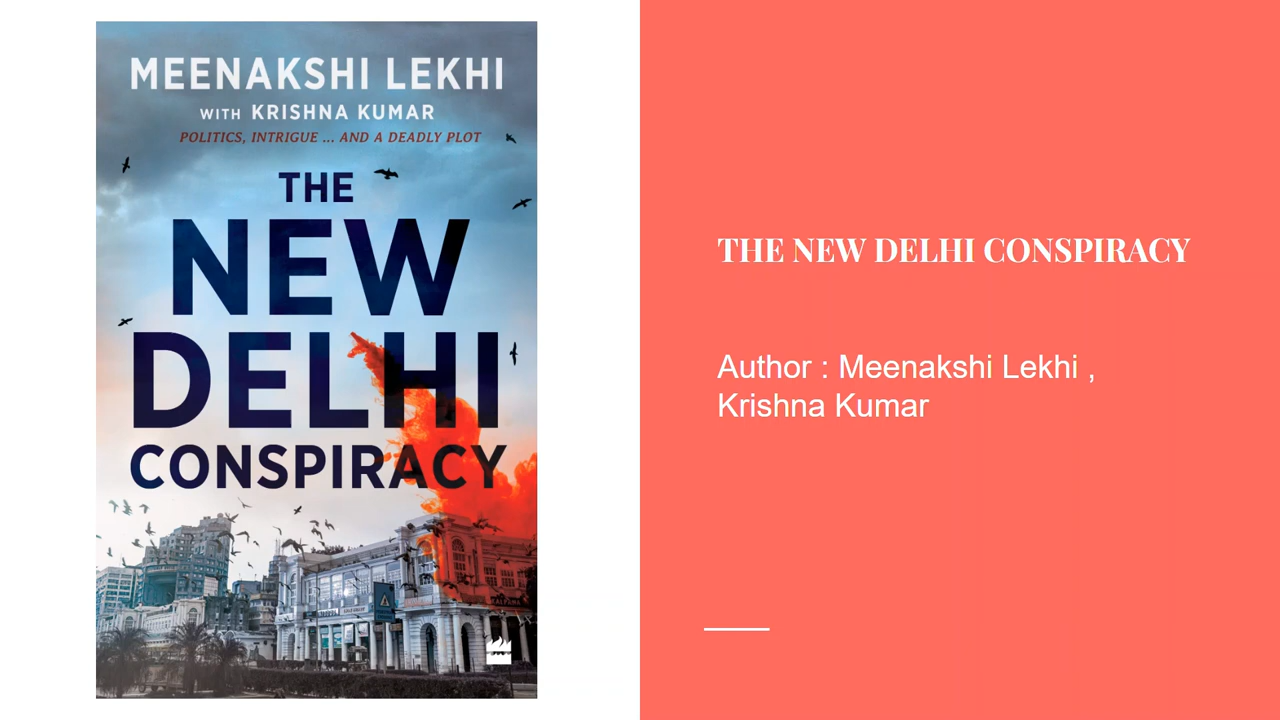 MEENAKSHI LEKHI
WITH KRISHNA KUMAR
POLITICS, INTRIGUE ... AND A DEADLY PLOT
THE
NEW
DELHI
CONSPIRACY
THE NEW DELHI CONSPIRACY
Author : Meenakshi Lekhi ,
Krishna Kumar